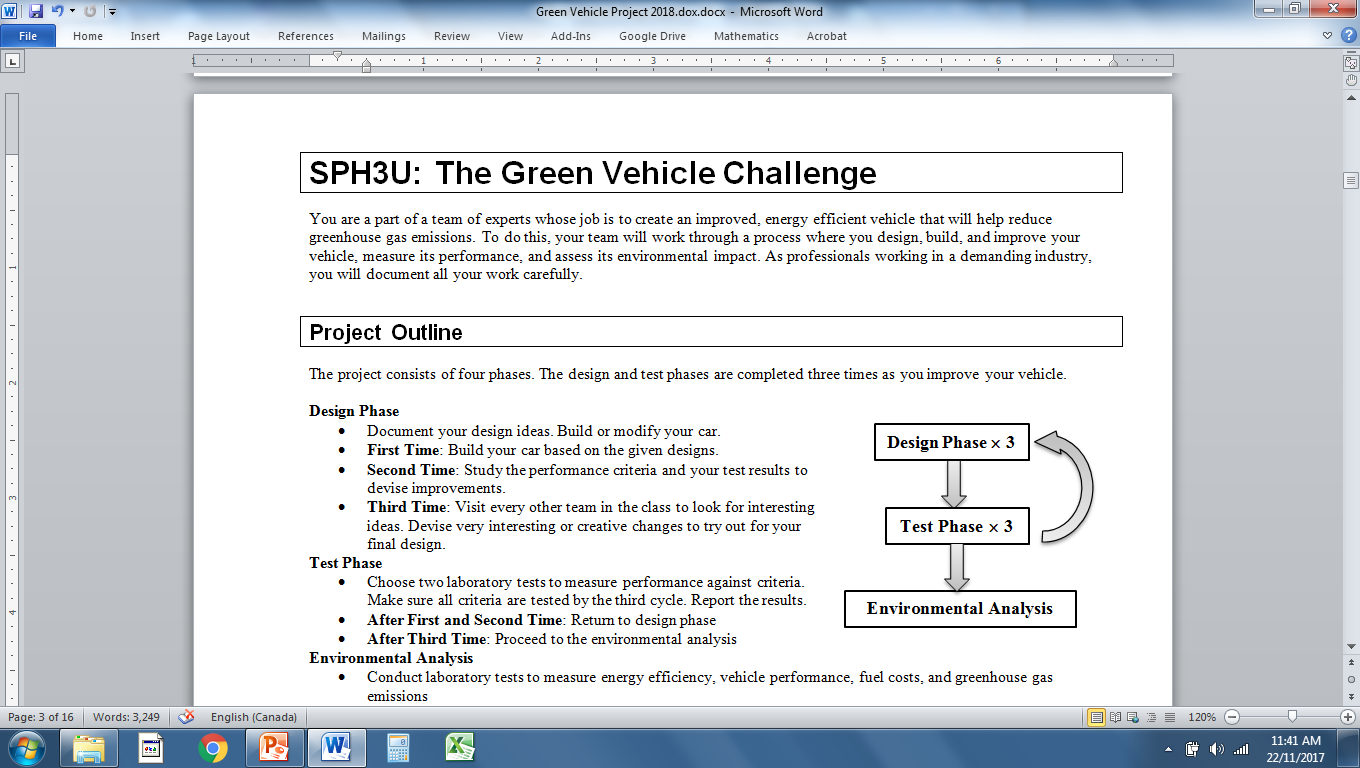 Green Vehicle Project 2018.dox.docx - Microsoft Word
File Home Insert Page Layout References Mailings Review View Add-Ins Google Drive Mathematics Acrobat
1 1 2 3 4 5 6
SPH3U: The Green Vehicle Challenge
You are a part of a team of experts whose job is to create an improved, energy efficient vehicle that will help reduce
greenhouse gas emissions. To do this, your team will work through a process where you design, build, and improve your
vehicle, measure its performance, and assess its environmental impact. As professionals working in a demanding industry,
you will document all your work carefully.
Project Outline
The project consists of four phases. The design and test phases are completed three times as you improve your vehicle.
Design Phase
• Document your design ideas. Build or modify your car.
• First Time: Build your car based on the given designs.
• Second Time: Study the performance criteria and your test results to
devise improvements.
• Third Time: Visit every other team in the class to look for interesting
ideas. Devise very interesting or creative changes to try out for your
final design.
Test Phase
• Choose two laboratory tests to measure performance against criteria.
Make sure all criteria are tested by the third cycle. Report the results.
• After First and Second Time: Return to design phase
• After Third Time: Proceed to the environmental analysis
Environmental Analysis
• Conduct laboratory tests to measure energy efficiency, vehicle performance, fuel costs, and greenhouse gas
emissions
Design Phase × 3
Test Phase × 3
Environmental Analysis
1
2
3
4
Page: 3 of 16 Words: 3,249 English (Canada) 120%
11:41 AM
22/11/2017